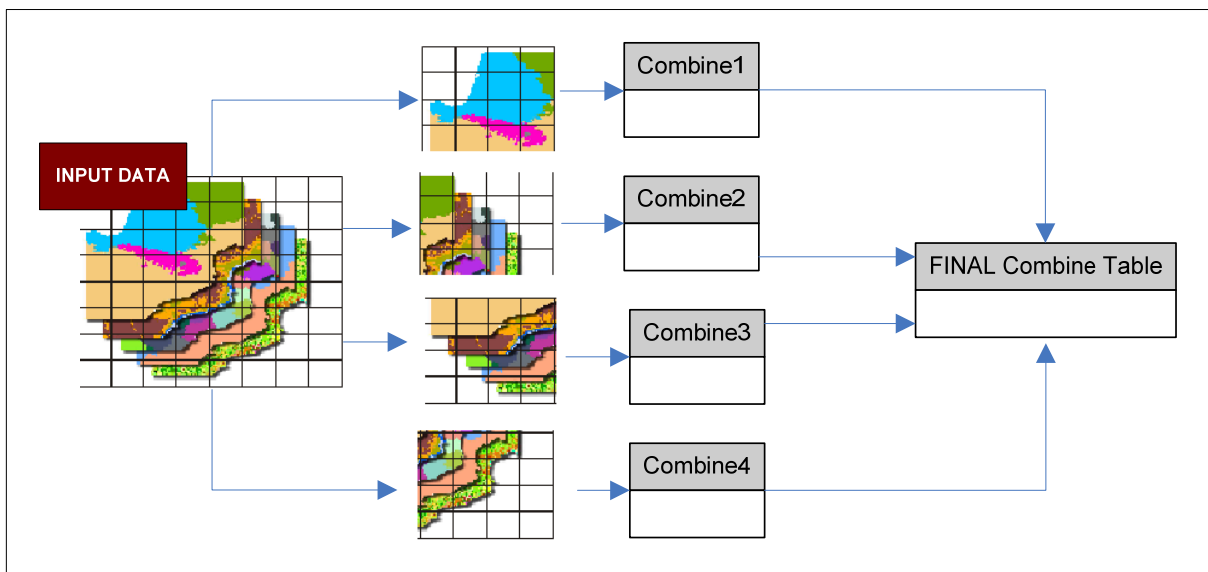 INPUT DATA
Combine1
Combine2
Combine3
Combine4
FINAL Combine Table